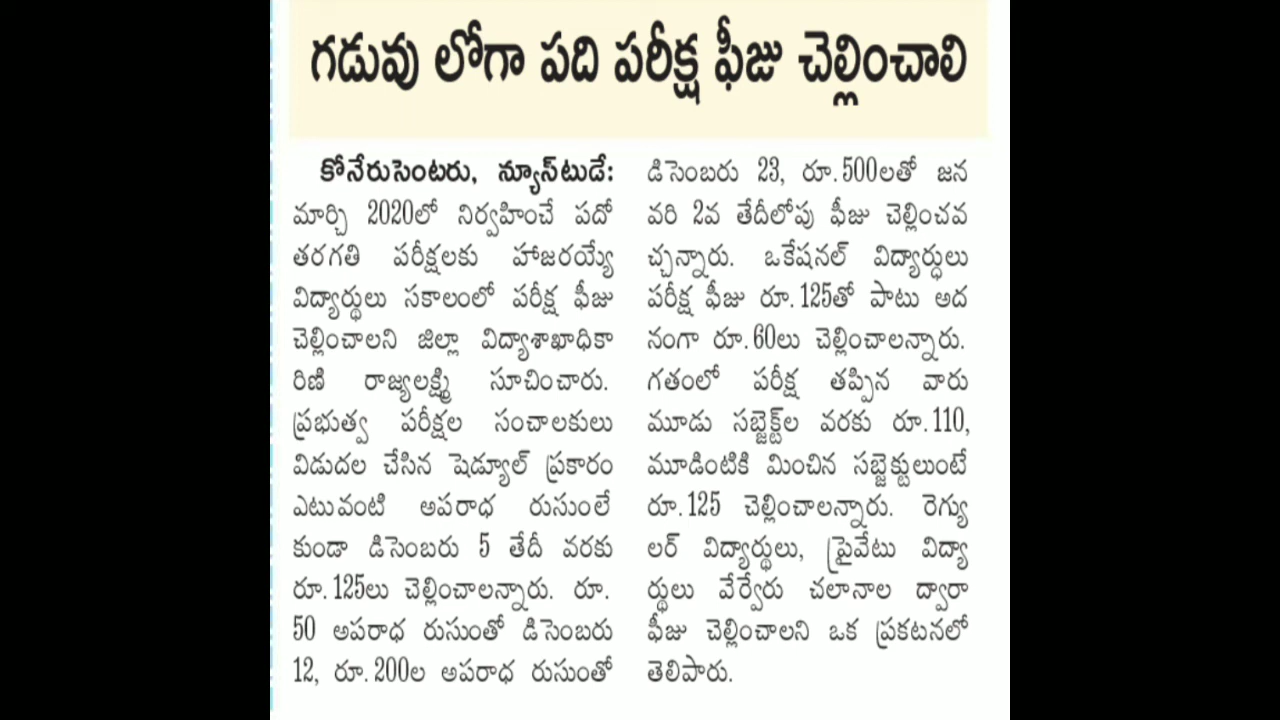 గడువు లోగా పది పరీక్ష ఫీజు చెల్లించాలి
కోనేరుసెంటరు, న్యూస్‌టుడే:
మార్చి 2020లో నిర్వహించే పదో
తరగతి పరీక్షలకు హాజరయ్యే
విద్యార్థులు సకాలంలో పరీక్ష ఫీజు
చెల్లించాలని జిల్లా విద్యాశాఖాధికా
రిణి రాజ్యలక్ష్మి సూచించారు.
ప్రభుత్వ పరీక్షల సంచాలకులు
విడుదల చేసిన షెడ్యూల్ ప్రకారం
ఎటువంటి అపరాధ రుసుంలే
కుండా డిసెంబరు 5 తేదీ వరకు
రూ.125లు చెల్లించాలన్నారు. రూ.
50 అపరాధ రుసుంతో డిసెంబరు
12, రూ.200ల అపరాధ రుసుంతో
డిసెంబరు 23, రూ.500లతో జన
వరి 2వ తేదీలోపు ఫీజు చెల్లించవ
చ్చన్నారు. ఒకేషనల్ విద్యార్థులు
పరీక్ష ఫీజు రూ.125తో పాటు అద
నంగా రూ.60లు చెల్లించాలన్నారు.
గతంలో పరీక్ష తప్పిన వారు
మూడు సబ్జెక్ట్‌ల వరకు రూ.110,
మూడింటికి మించిన సబ్జెక్టులుంటే
రూ.125 చెల్లించాలన్నారు. రెగ్యు
లర్ విద్యార్థులు, ప్రైవేటు విద్యా
ర్థులు వేర్వేరు చలానాల ద్వారా
ఫీజు చెల్లించాలని ఒక ప్రకటనలో
తెలిపారు.